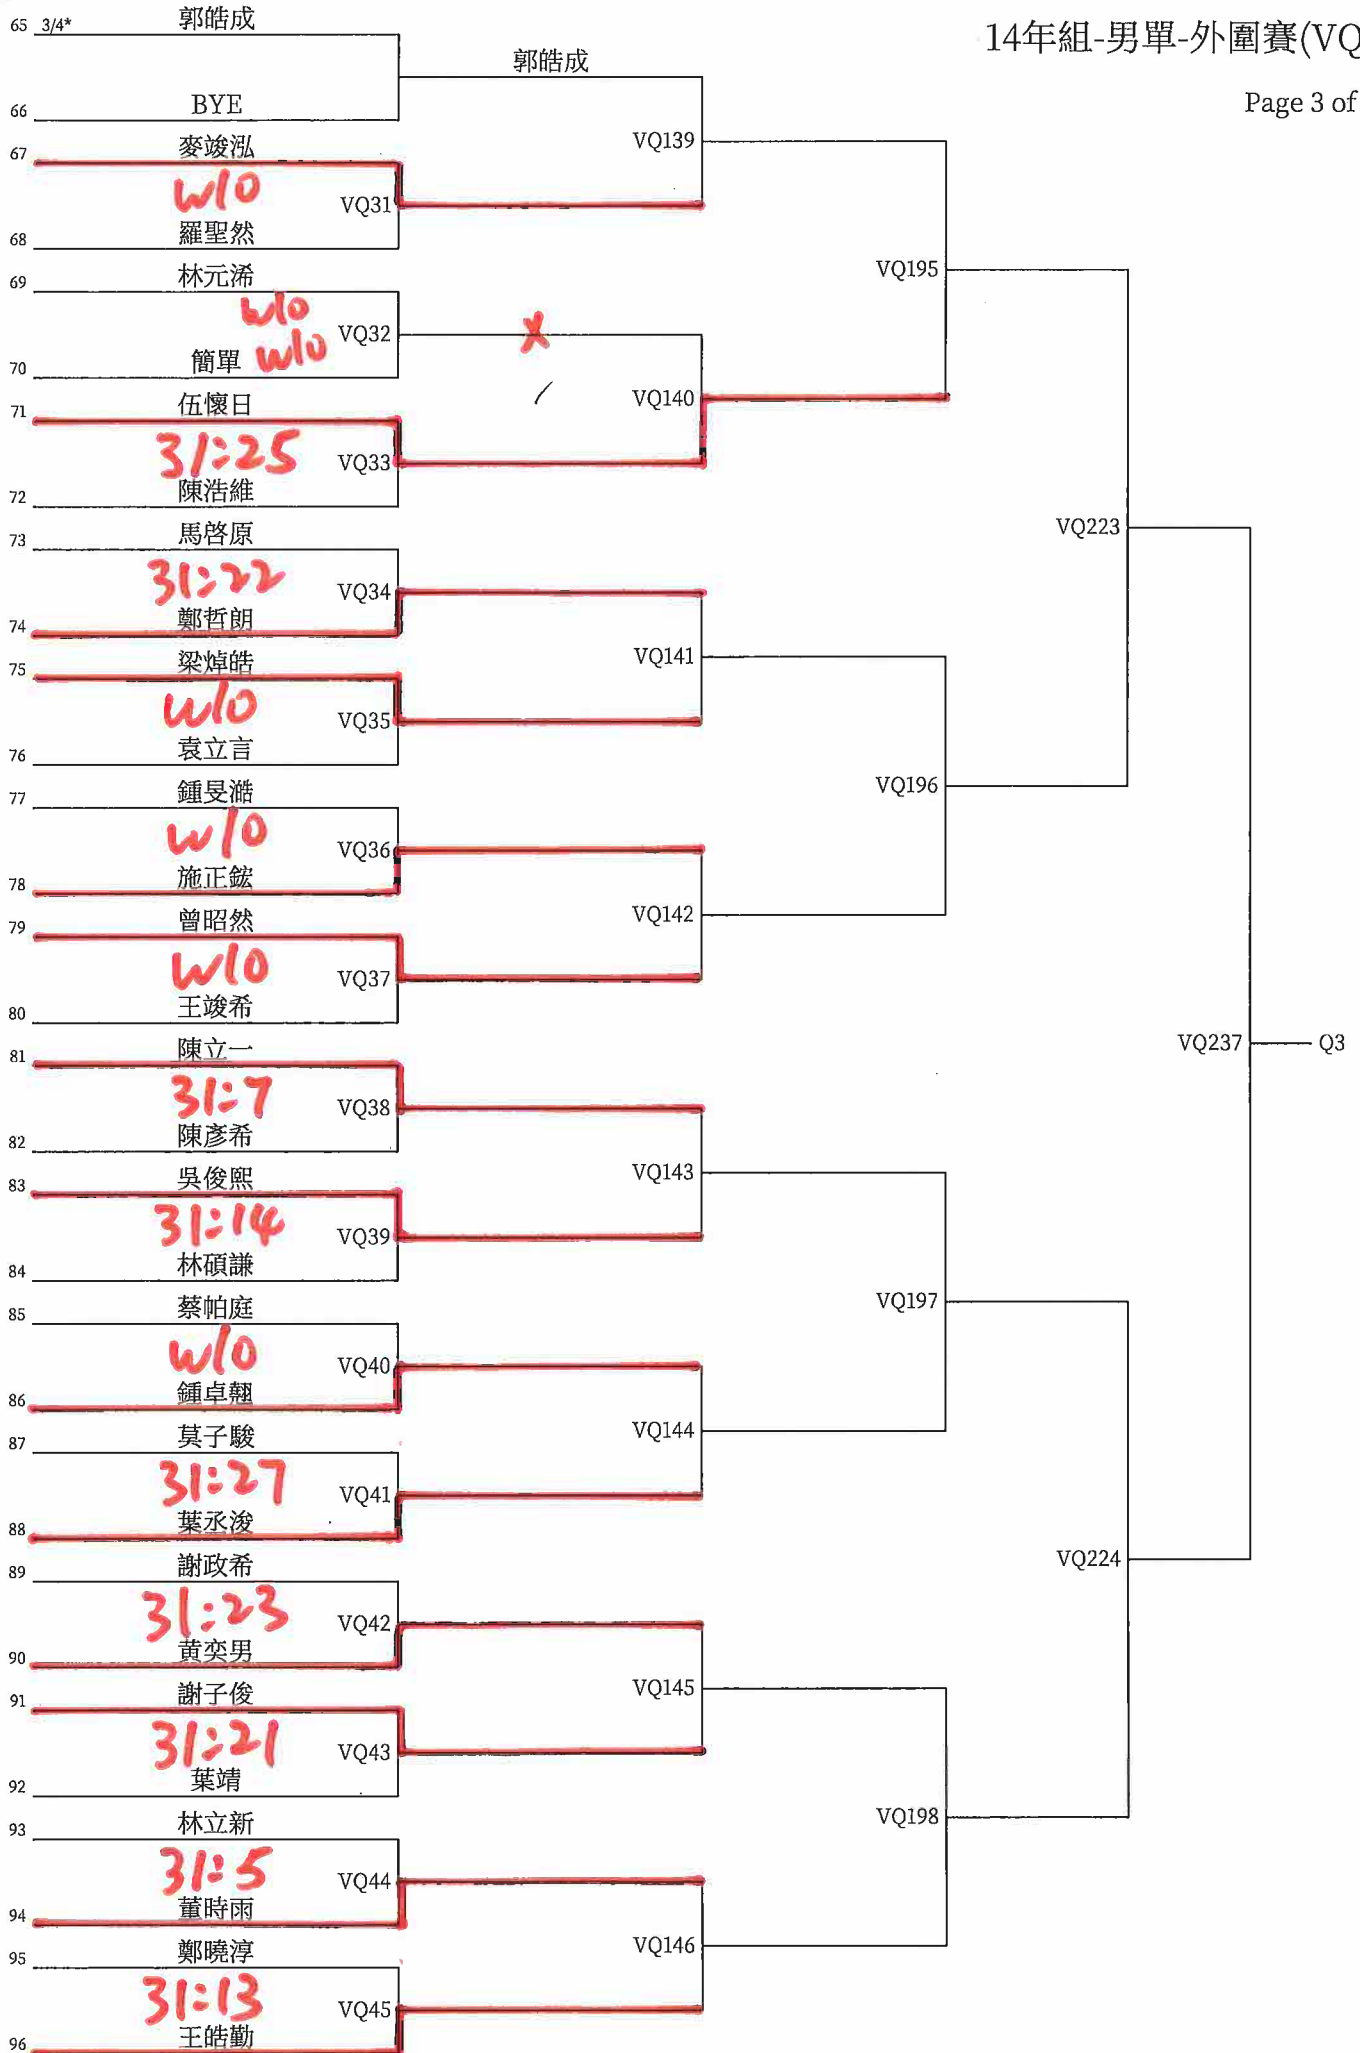 14年組-男單-外圍賽(VQ
Page 3 of
65 3/4* 郭皓成
郭皓成
66 BYE
VQ139
67 麥竣泓
w/o
VQ31
68 羅聖然
VQ195
69 林元浠
w/o
VQ32
X
70 簡單 w/o
VQ140
71 伍懷日
31:25
VQ33
72 陳浩維
VQ223
73 馬啓原
31:22
VQ34
74 鄭哲朗
VQ141
75 梁焯皓
w/o
VQ35
76 袁立言
VQ196
77 鍾旻澔
w/o
VQ36
78 施正鋐
VQ142
79 曾昭然
w/o
VQ37
80 王竣希
VQ237 Q3
81 陳立一
31:7
VQ38
82 陳彥希
VQ143
83 吳俊熙
31:14
VQ39
84 林碩謙
VQ197
85 蔡帕庭
w/o
VQ40
86 鍾卓翹
VQ144
87 莫子駿
31:27
VQ41
88 葉丞浚
VQ224
89 謝政希
31:23
VQ42
90 黄奕男
VQ145
91 謝子俊
31:21
VQ43
92 葉靖
VQ198
93 林立新
31:5
VQ44
94 董時雨
VQ146
95 鄭曉淳
31:13
VQ45
96 王皓勤